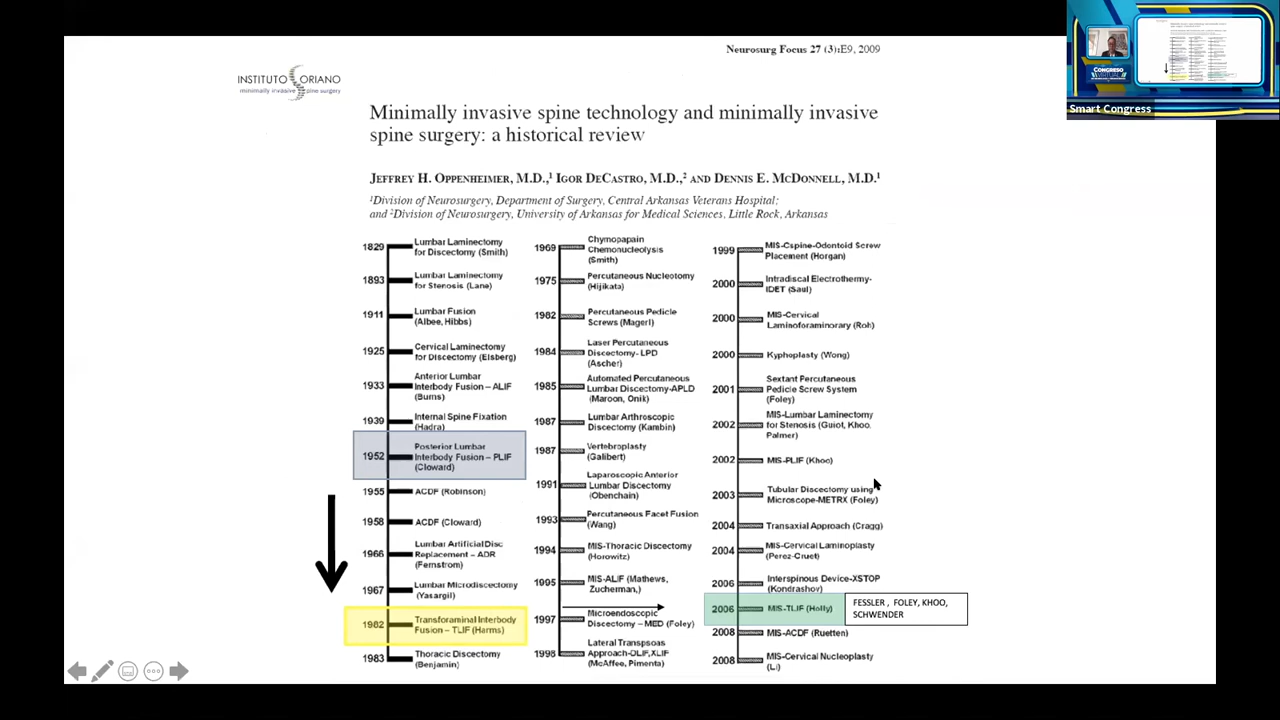 Neurosurg Focus 27 (3):E9, 2009
INSTITUTO SORIANO
minimally invasive spine surgery
Minimally invasive spine technology and minimally invasive
spine surgery: a historical review
JEFFREY H. OPPENHEIMER, M.D.,¹ IGOR DECASTRO, M.D.,² AND DENNIS E. MCDONNELL, M.D.¹
¹Division of Neurosurgery, Department of Surgery, Central Arkansas Veterans Hospital;
and ²Division of Neurosurgery, University of Arkansas for Medical Sciences, Little Rock, Arkansas
1829 Lumbar Laminectomy
for Discectomy (Smith)
1893 Lumbar Laminectomy
for Stenosis (Lane)
1911 Lumbar Fusion
(Albee, Hibbs)
1925 Cervical Laminectomy
for Discectomy (Elsberg)
1933 Anterior Lumbar
Interbody Fusion – ALIF
(Burns)
1939 Internal Spine Fixation
(Hadra)
1952 Posterior Lumbar
Interbody Fusion – PLIF
(Cloward)
1955 ACDF (Robinson)
1958 ACDF (Cloward)
1966 Lumbar Artificial Disc
Replacement – ADR
(Fernstrom)
1967 Lumbar Microdiscectomy
(Yasargil)
1982 Transforaminal Interbody
Fusion – TLIF (Harms)
1983 Thoracic Discectomy
(Benjamin)
1969 Chymopapain
Chemonucleolysis
(Smith)
1975 Percutaneous Nucleotomy
(Hijikata)
1982 Percutaneous Pedicle
Screws (Magerl)
1984 Laser Percutaneous
Discectomy- LPD
(Ascher)
1985 Automated Percutaneous
Lumbar Discectomy-APLD
(Maroon, Onik)
1987 Lumbar Arthroscopic
Discectomy (Kambin)
1987 Vertebroplasty
(Galibert)
1991 Laparoscopic Anterior
Lumbar Discectomy
(Obenchain)
1993 Percutaneous Facet Fusion
(Wang)
1994 MIS-Thoracic Discectomy
(Horowitz)
1995 MIS-ALIF (Mathews,
Zucherman,)
1997 Microendoscopic
Discectomy – MED (Foley)
1998 Lateral Transpsoas
Approach-DLIF,XLIF
(McAffee, Pimenta)
1999 MIS-Cspine-Odontoid Screw
Placement (Horgan)
2000 Intradiscal Electrothermy-
IDET (Saul)
2000 MIS-Cervical
Laminoforaminorary (Roh)
2000 Kyphoplasty (Wong)
2001 Sextant Percutaneous
Pedicle Screw System
(Foley)
2002 MIS-Lumbar Laminectomy
for Stenosis (Guiot, Khoo,
Palmer)
2002 MIS-PLIF (Khoo)
2003 Tubular Discectomy using
Microscope-METRX (Foley)
2004 Transaxial Approach (Cragg)
2004 MIS-Cervical Laminoplasty
(Perez-Cruet)
2006 Interspinous Device-XSTOP
(Kondrashov)
2006 MIS-TLIF (Holly)
FESSLER , FOLEY, KHOO,
SCHWENDER
2008 MIS-ACDF (Ruetten)
2008 MIS-Cervical Nucleoplasty
(Li)
CONGRESO
VIRTUAL
Smart Congress